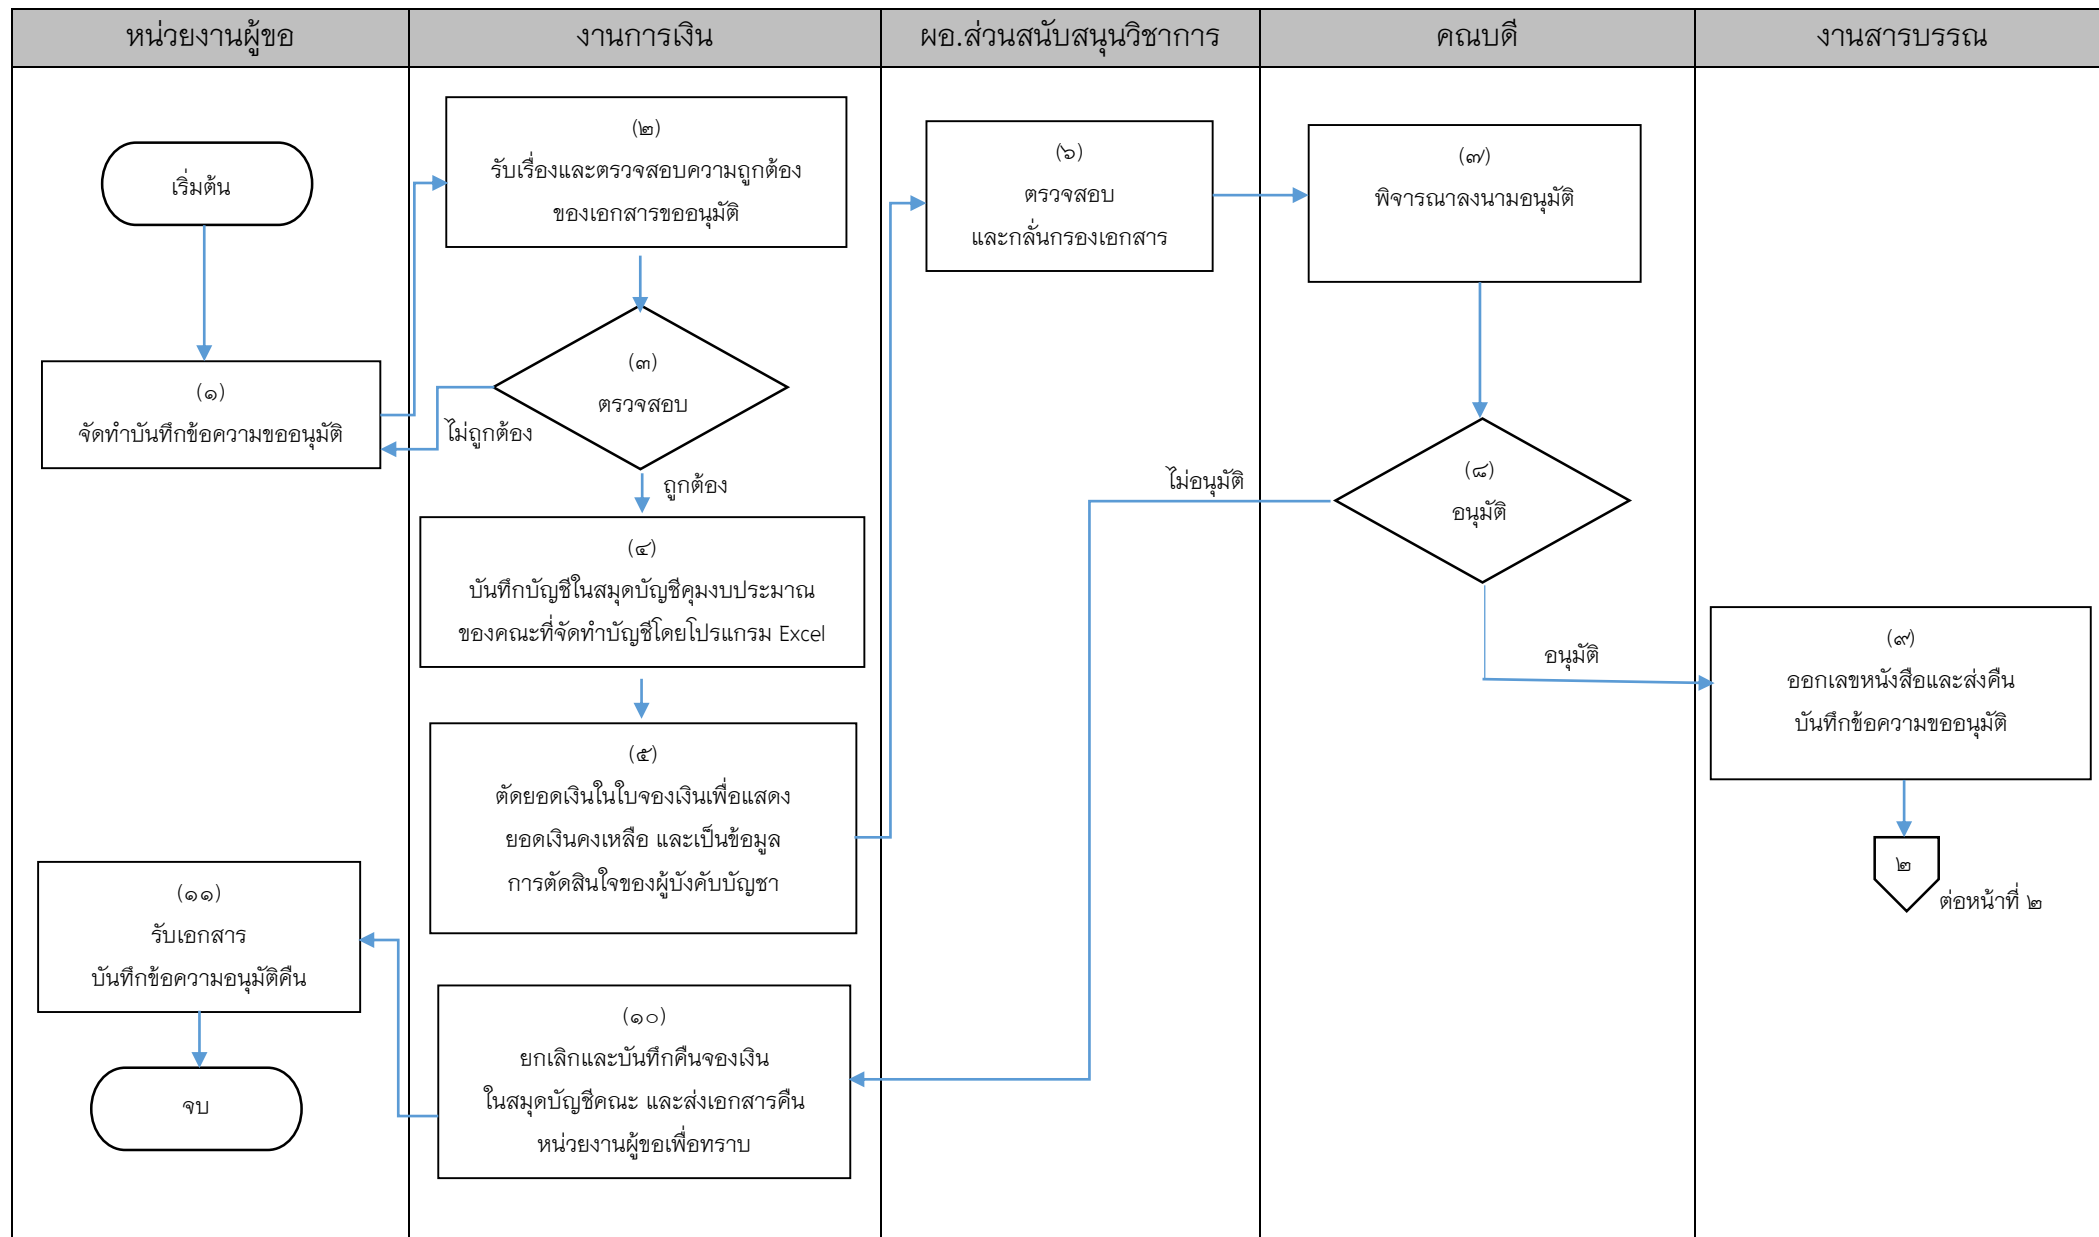 หน่วยงานผู้ขอ
งานการเงิน
ผอ.ส่วนสนับสนุนวิชาการ
คณบดี
งานสารบรรณ
เริ่มต้น
(๑)
จัดทำบันทึกข้อความขออนุมัติ
(๒)
รับเรื่องและตรวจสอบความถูกต้อง
ของเอกสารขออนุมัติ
(๓)
ตรวจสอบ
ไม่ถูกต้อง
ถูกต้อง
(๔)
บันทึกบัญชีในสมุดบัญชีคุมงบประมาณ
ของคณะที่จัดทำบัญชีโดยโปรแกรม Excel
(๕)
ตัดยอดเงินในใบจองเงินเพื่อแสดง
ยอดเงินคงเหลือ และเป็นข้อมูล
การตัดสินใจของผู้บังคับบัญชา
(๖)
ตรวจสอบ
และกลั่นกรองเอกสาร
(๗)
พิจารณาลงนามอนุมัติ
(๘)
อนุมัติ
ไม่อนุมัติ
อนุมัติ
(๙)
ออกเลขหนังสือและส่งคืน
บันทึกข้อความขออนุมัติ
๒
ต่อหน้าที่ ๒
(๑๐)
ยกเลิกและบันทึกคืนจองเงิน
ในสมุดบัญชีคณะ และส่งเอกสารคืน
หน่วยงานผู้ขอเพื่อทราบ
(๑๑)
รับเอกสาร
บันทึกข้อความอนุมัติคืน
จบ